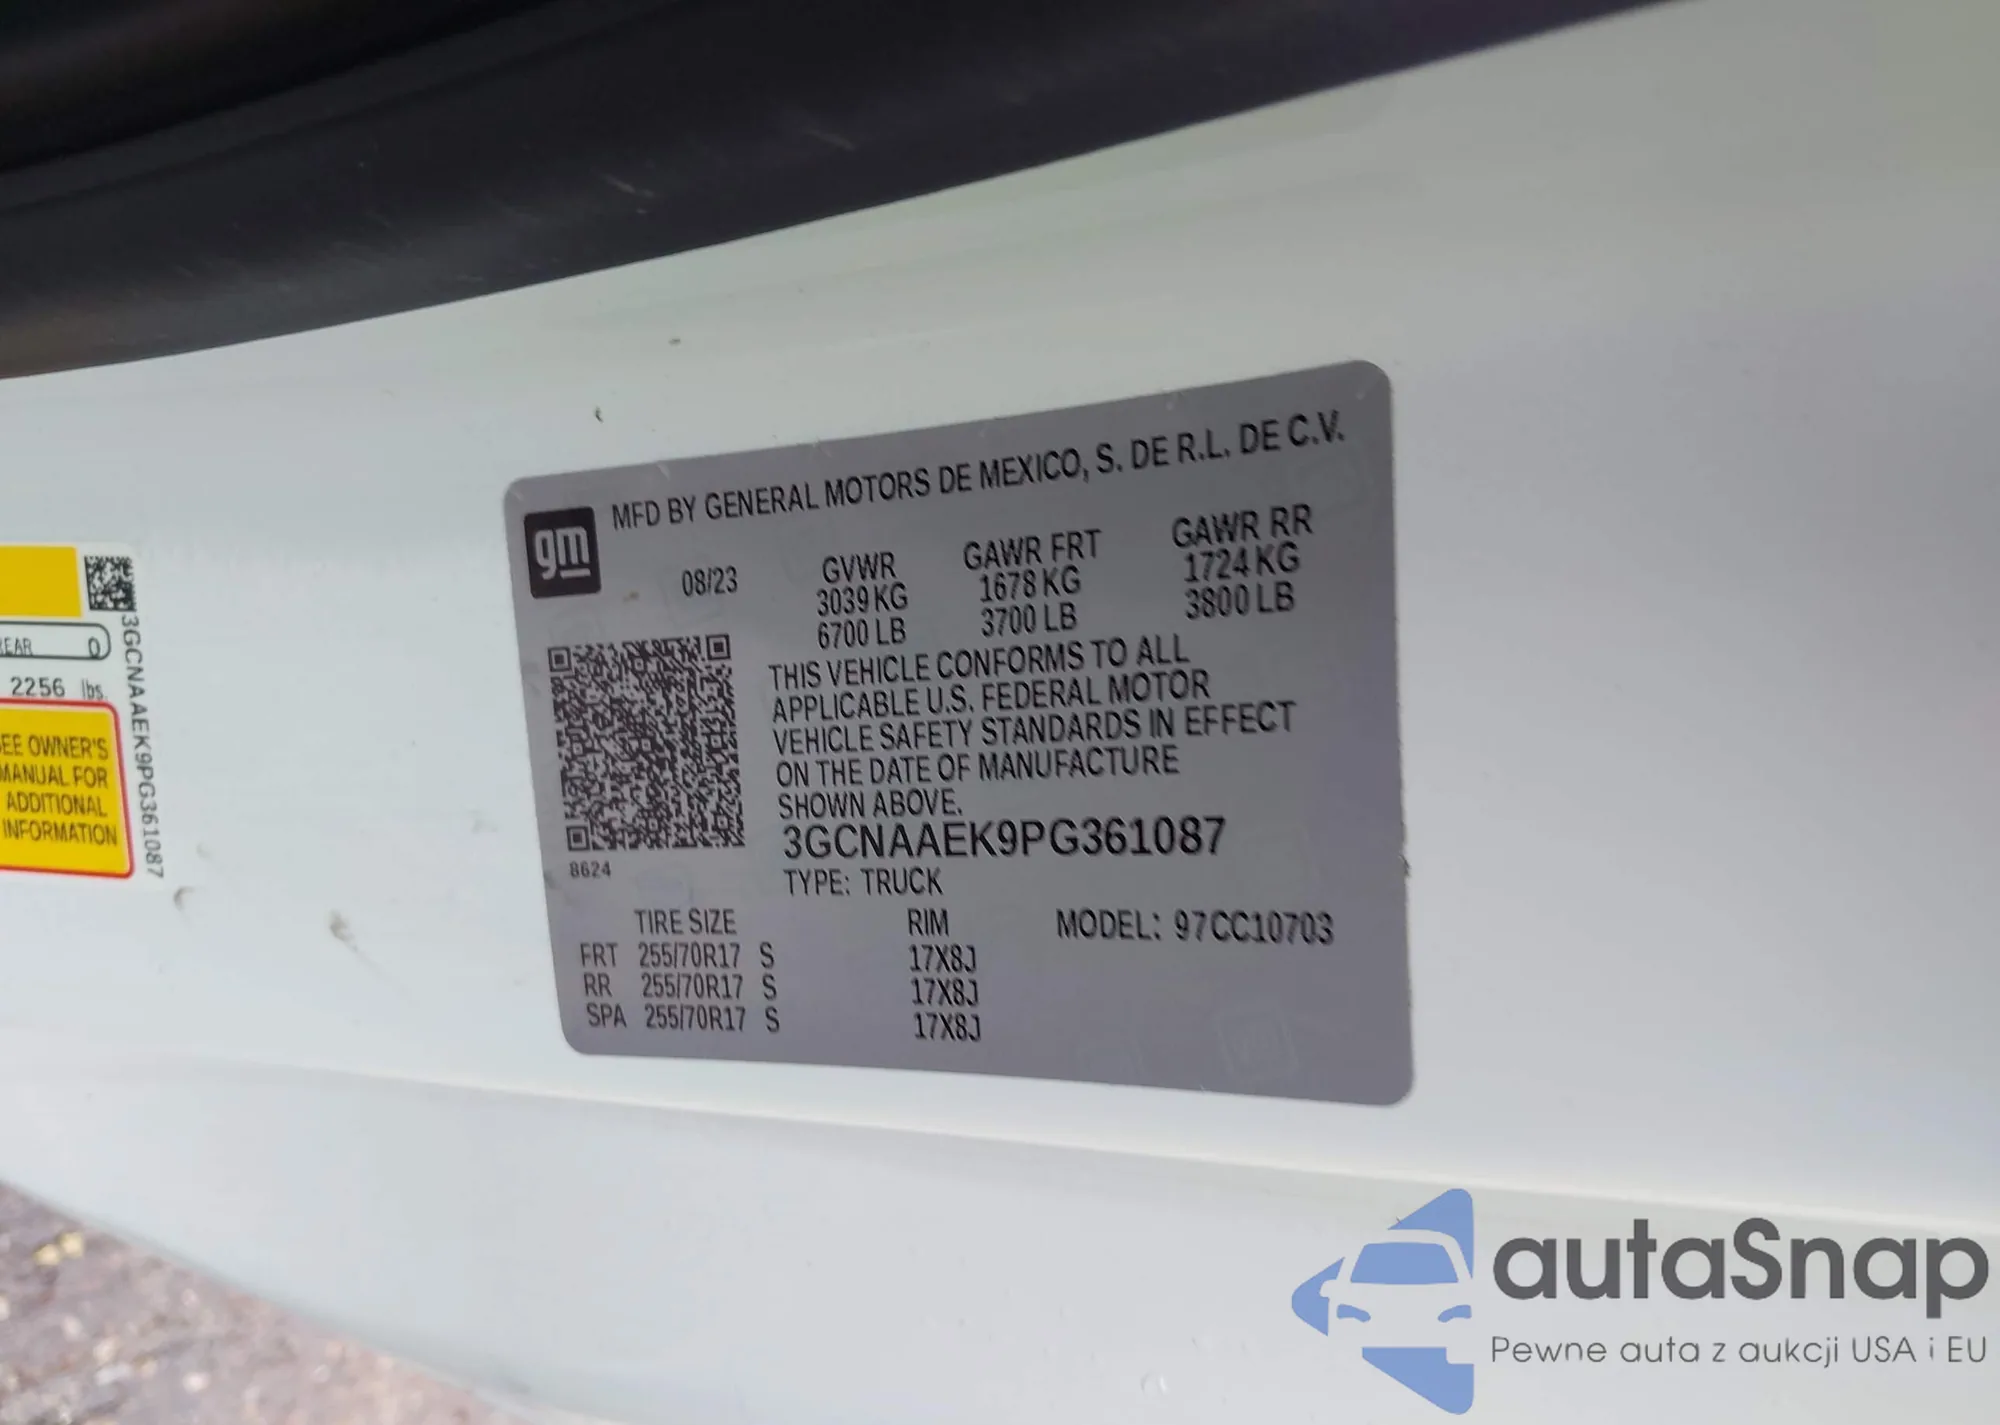 gm
MFD BY GENERAL MOTORS DE MEXICO, S. DE R.L. DE C.V.
08/23 GVWR GAWR FRT GAWR RR
3039 KG 1678 KG 1724 KG
6700 LB 3700 LB 3800 LB
THIS VEHICLE CONFORMS TO ALL
APPLICABLE U.S. FEDERAL MOTOR
VEHICLE SAFETY STANDARDS IN EFFECT
ON THE DATE OF MANUFACTURE
SHOWN ABOVE.
3GCNAAEK9PG361087
8624
TYPE: TRUCK
TIRE SIZE RIM MODEL: 97CC10703
FRT 255/70R17 S 17X8J
RR 255/70R17 S 17X8J
SPA 255/70R17 S 17X8J
REAR 0
2256 lbs.
SEE OWNER'S
MANUAL FOR
ADDITIONAL
INFORMATION
3GCNAAEK9PG361087
autaSnap
Pewne auta z aukcji USA i EU